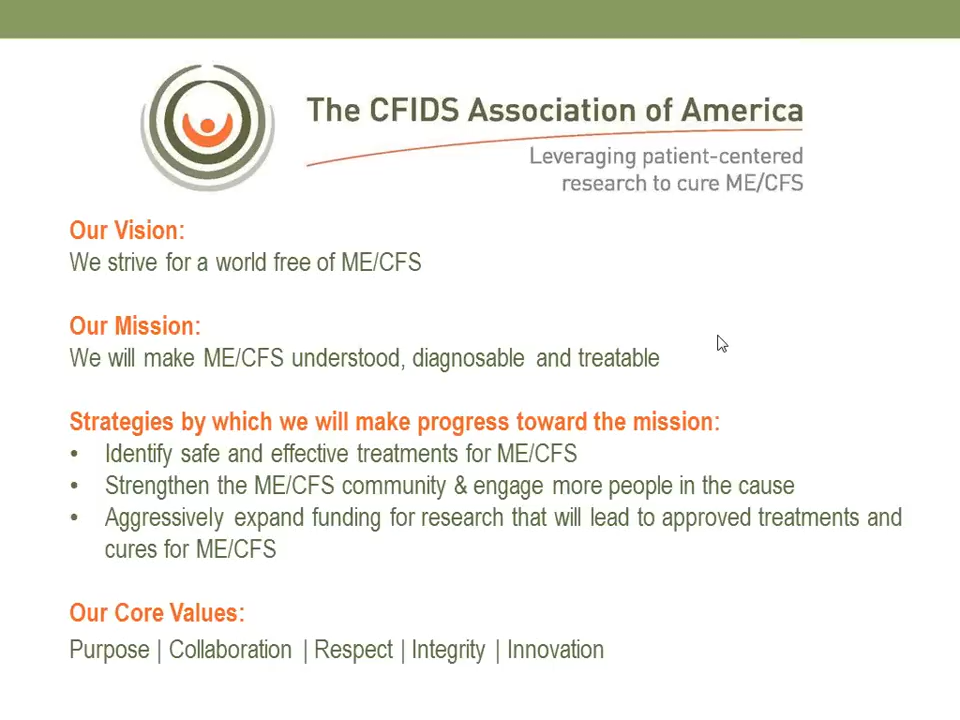 The CFIDS Association of America
Leveraging patient-centered
research to cure ME/CFS
Our Vision:
We strive for a world free of ME/CFS
Our Mission:
We will make ME/CFS understood, diagnosable and treatable
Strategies by which we will make progress toward the mission:
• Identify safe and effective treatments for ME/CFS
• Strengthen the ME/CFS community & engage more people in the cause
• Aggressively expand funding for research that will lead to approved treatments and
cures for ME/CFS
Our Core Values:
Purpose | Collaboration | Respect | Integrity | Innovation